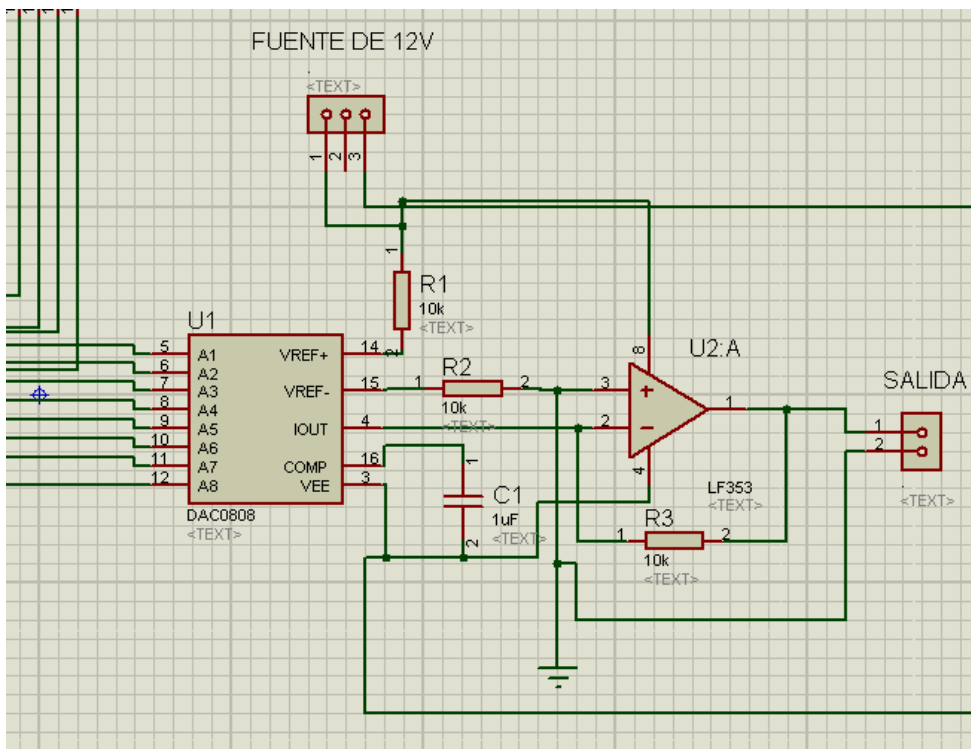 FUENTE DE 12V
<TEXT>
1
2
3
1
R1
10k
<TEXT>
2
U1
5 A1
6 A2
7 A3
8 A4
9 A5
10 A6
11 A7
12 A8
VREF+ 14
VREF- 15
IOUT 4
COMP 16
VEE 3
DAC0808
<TEXT>
R2
1 2
10k
<TEXT>
1
C1
1uF
<TEXT>
2
U2:A
8
3 +
2 −
1
4
LF353
<TEXT>
R3
1 2
10k
<TEXT>
SALIDA
1
2
<TEXT>